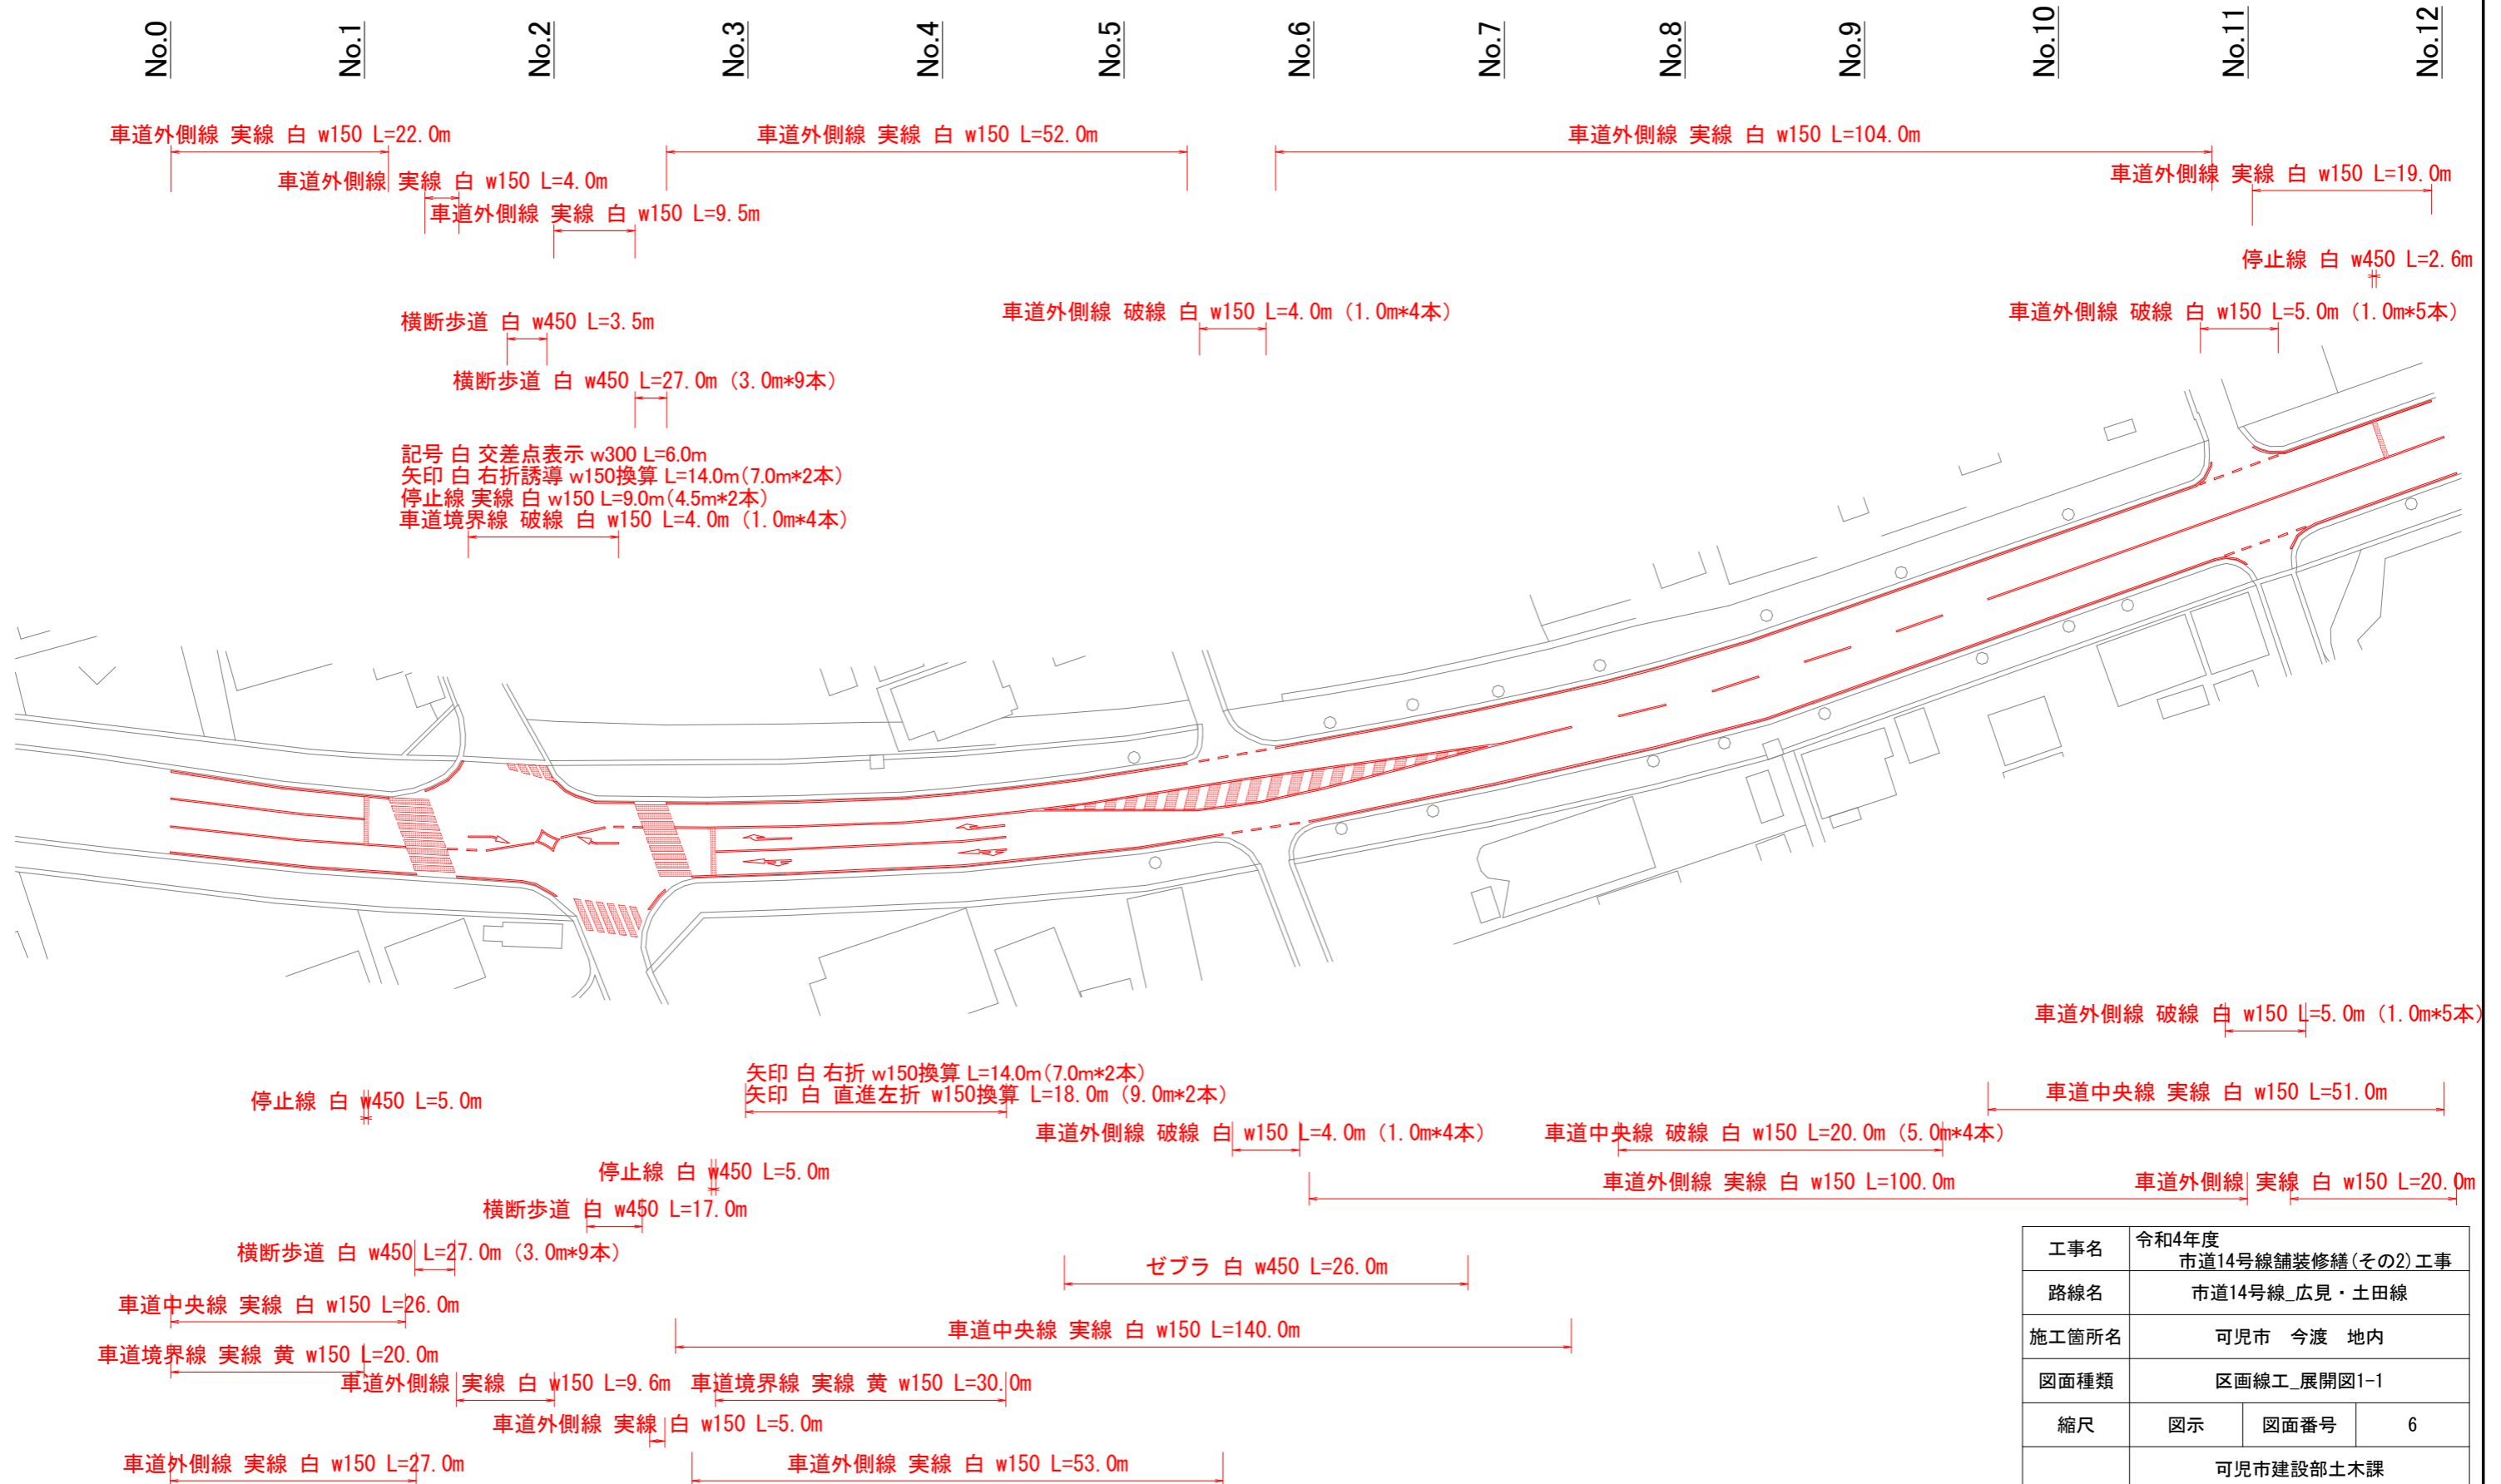 No.0
No.1
No.2
No.3
No.4
No.5
No.6
No.7
No.8
No.9
No.10
No.11
No.12
車道外側線 実線 白 w150 L=22.0m
車道外側線 実線 白 w150 L=52.0m
車道外側線 実線 白 w150 L=104.0m
車道外側線 実線 白 w150 L=4.0m
車道外側線 実線 白 w150 L=19.0m
車道外側線 実線 白 w150 L=9.5m
停止線 白 w450 L=2.6m
横断歩道 白 w450 L=3.5m
車道外側線 破線 白 w150 L=4.0m (1.0m*4本)
車道外側線 破線 白 w150 L=5.0m (1.0m*5本)
横断歩道 白 w450 L=27.0m (3.0m*9本)
記号 白 交差点表示 w300 L=6.0m
矢印 白 右折誘導 w150換算 L=14.0m(7.0m*2本)
停止線 実線 白 w150 L=9.0m(4.5m*2本)
車道境界線 破線 白 w150 L=4.0m (1.0m*4本)
車道外側線 破線 白 w150 L=5.0m (1.0m*5本)
矢印 白 右折 w150換算 L=14.0m(7.0m*2本)
矢印 白 直進左折 w150換算 L=18.0m (9.0m*2本)
停止線 白 w450 L=5.0m
車道中央線 実線 白 w150 L=51.0m
車道外側線 破線 白 w150 L=4.0m (1.0m*4本)
車道中央線 破線 白 w150 L=20.0m (5.0m*4本)
停止線 白 w450 L=5.0m
車道外側線 実線 白 w150 L=100.0m
車道外側線 実線 白 w150 L=20.0m
横断歩道 白 w450 L=17.0m
横断歩道 白 w450 L=27.0m (3.0m*9本)
ゼブラ 白 w450 L=26.0m
車道中央線 実線 白 w150 L=26.0m
車道中央線 実線 白 w150 L=140.0m
車道境界線 実線 黄 w150 L=20.0m
車道外側線 実線 白 w150 L=9.6m
車道境界線 実線 黄 w150 L=30.0m
車道外側線 実線 白 w150 L=5.0m
車道外側線 実線 白 w150 L=27.0m
車道外側線 実線 白 w150 L=53.0m
工事名 令和4年度
市道14号線舗装修繕(その2)工事
路線名 市道14号線_広見・土田線
施工箇所名 可児市 今渡 地内
図面種類 区画線工_展開図1-1
縮尺 図示 図面番号 6
可児市建設部土木課